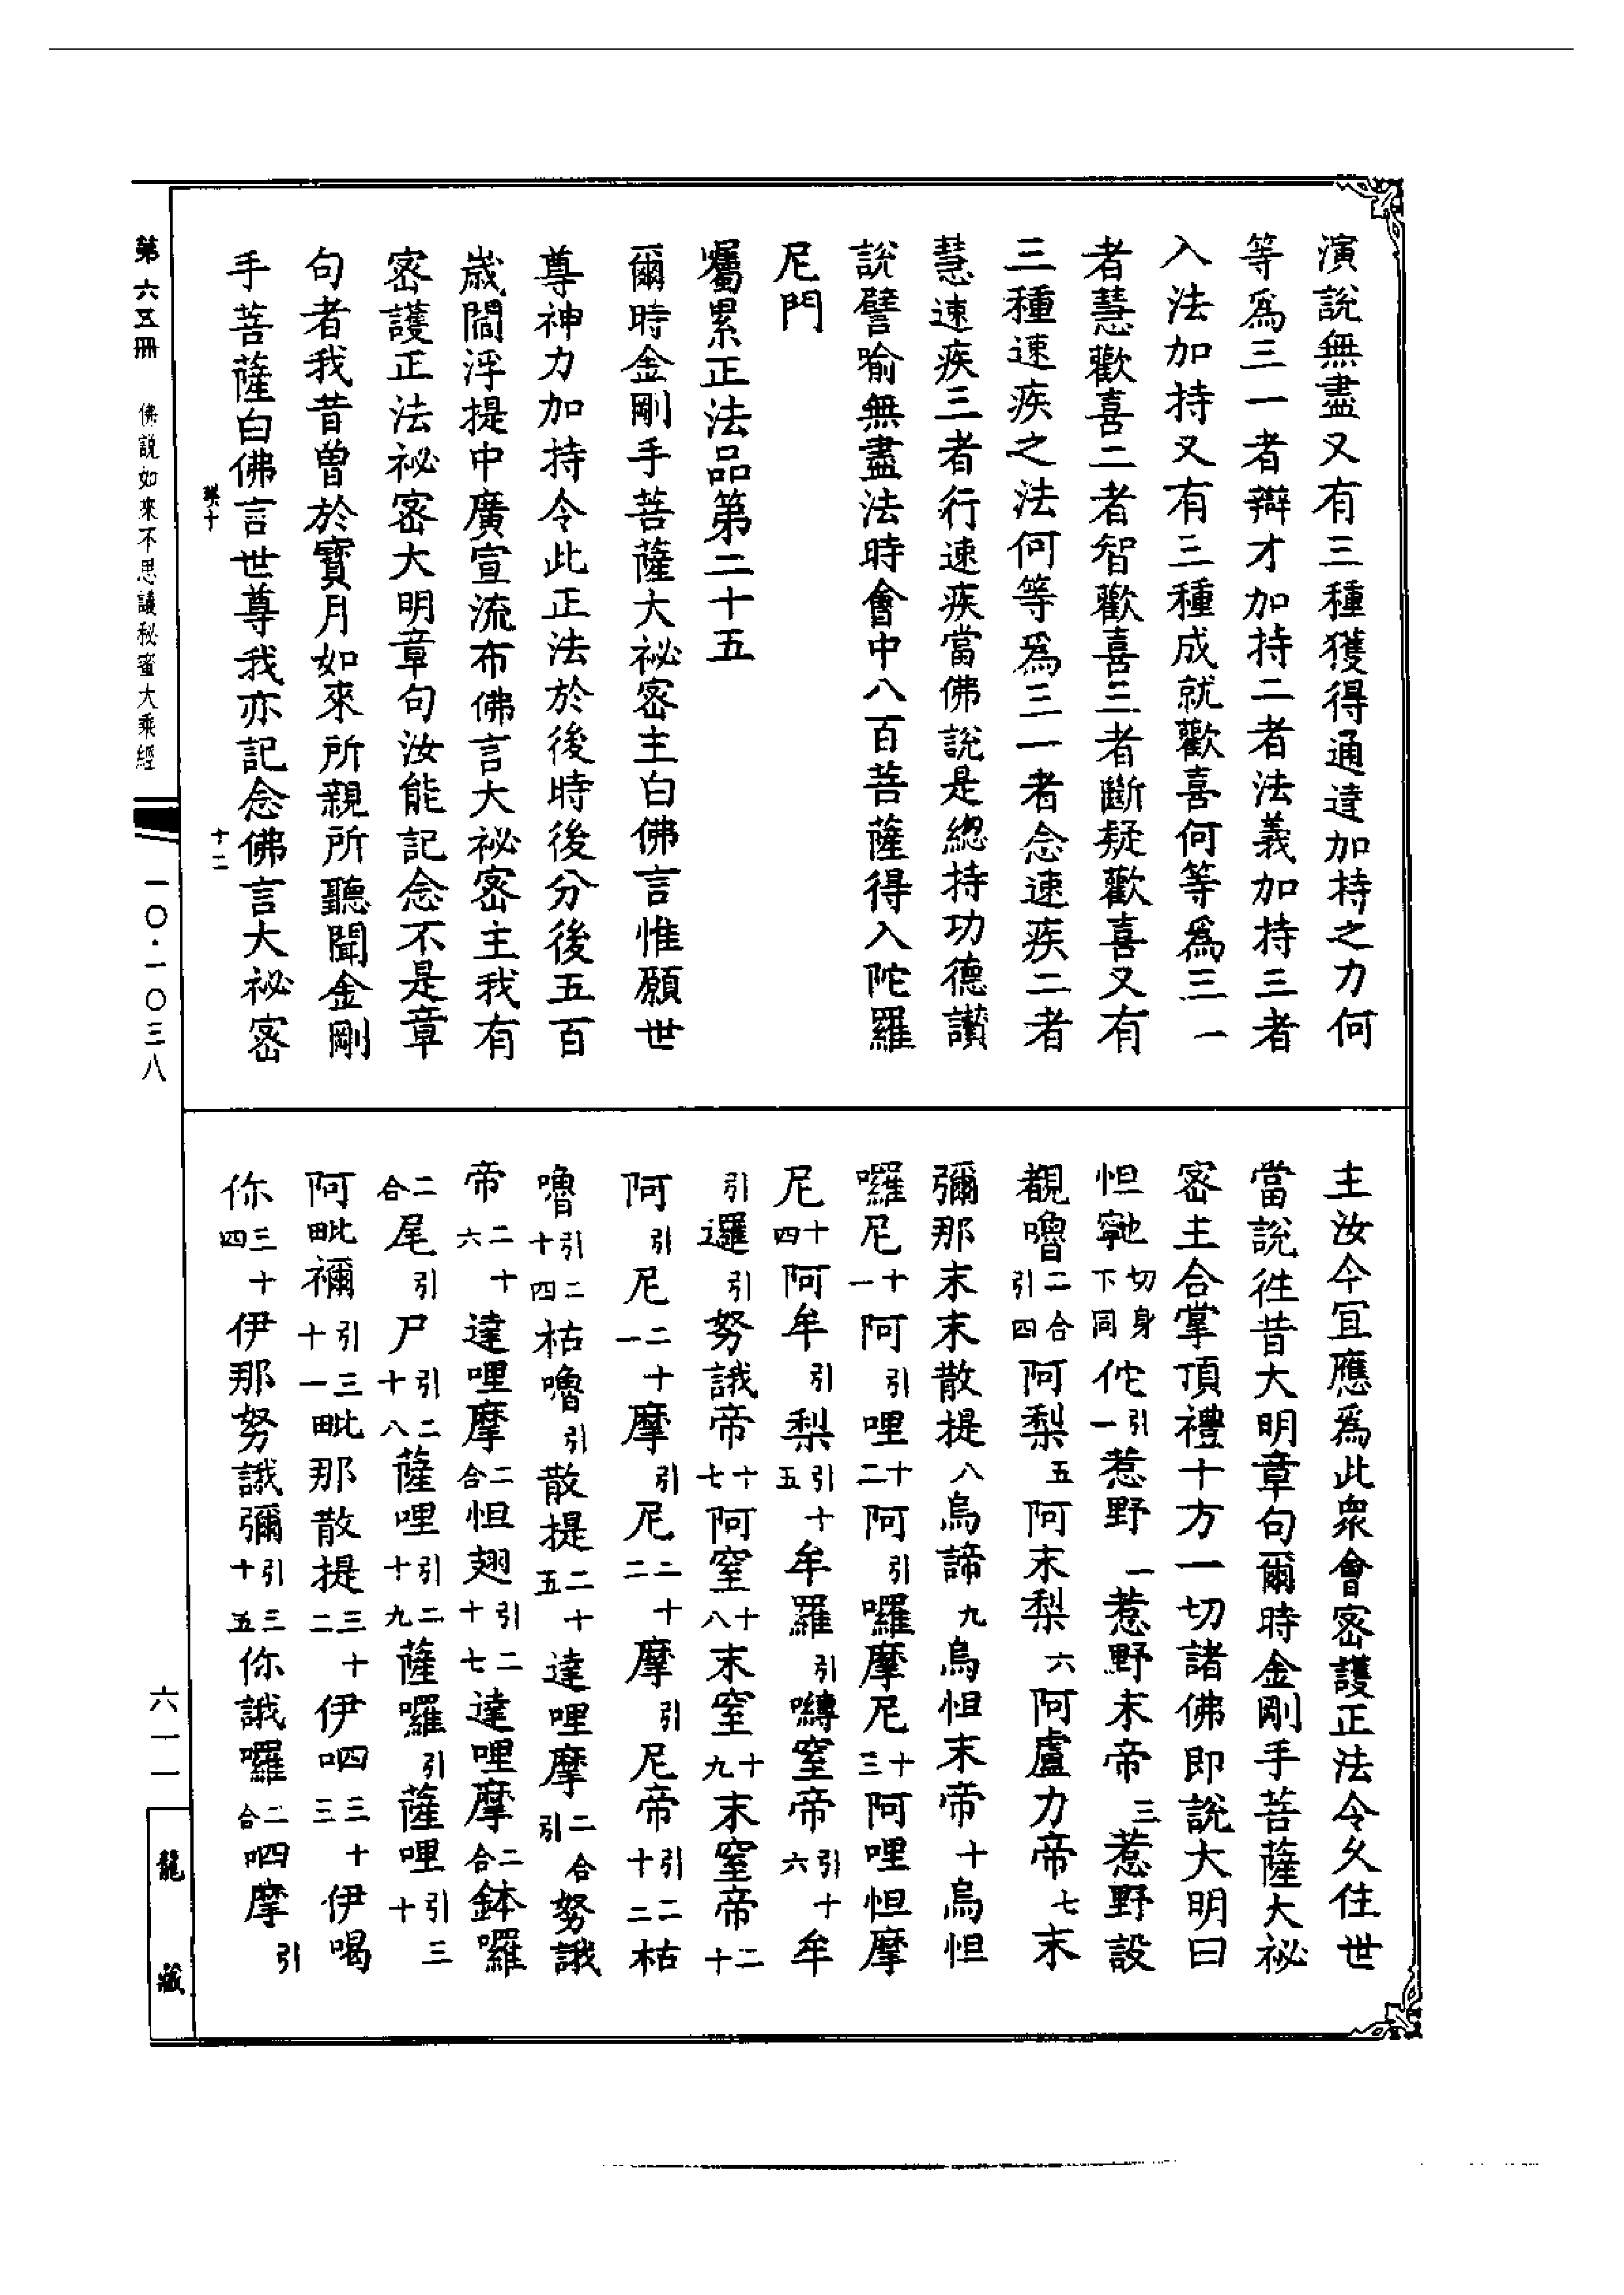 演說無盡又有三種獲得通達加持之力何
等爲三一者辯才加持二者法義加持三者
入法加持又有三種成就歡喜何等爲三一
者慧歡喜二者智歡喜三者斷疑歡喜又有
三種速疾之法何等爲三一者念速疾二者
慧速疾三者行速疾當佛說是緫持功德讃
說譬喻無盡法時會中八百菩薩得入陀羅
尼門
囑累正法品第二十五
爾時金剛手菩薩大祕密主白佛言惟願世
尊神力加持令此正法於後時後分後五百
歲閻浮提中廣宣流布佛言大祕密主我有
密護正法祕密大明章句汝能記念不是章
句者我昔曾於寶月如來所親所聽聞金剛
手菩薩白佛言世尊我亦記念佛言大祕密
主汝今宜應爲此衆會密護正法令久住世
當說徃昔大明章句爾時金剛手菩薩大祕
密主合掌頂禮十方一切諸佛即說大明曰
怛寧也切身下同佗引一惹野一惹野末帝三惹野設
覩嚕二合引四阿梨五阿末梨六阿盧力帝七末
彌那末末散提八烏諦九烏怛末帝十烏怛
囉尼十一阿引哩十二阿引囉摩尼十三阿哩怛摩
尼十四阿牟引梨引十五牟羅引囀窒帝引十六牟
引邏引努誐帝十七阿窒十八末窒十九末窒帝二十
阿引尼二十一摩引尼二十二摩引尼帝引二十二枯
嚕引二十四枯嚕引散提二十五達哩摩二合引努誐
帝二十六達哩摩二合怛翅引二十七達哩摩二合鉢囉
二合尾引尸引二十八薩哩引二十九薩囉引薩哩引三十
阿毗禰引三十一毗那散提三十二伊呬三十三伊喝
你三十四伊那努誐彌引三十五你誐囉二合呬摩引
第六五冊 佛說如來不思議秘蜜大乘經 一〇·一〇三八
十二
六一一
龍藏